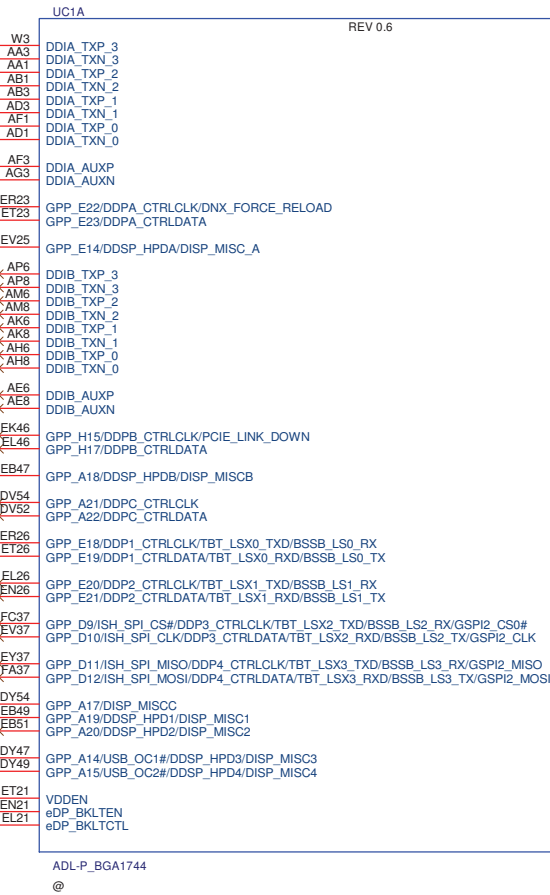 UC1A
REV 0.6
W3 DDIA_TXP_3
AA3 DDIA_TXN_3
AA1 DDIA_TXP_2
AB1 DDIA_TXN_2
AB3 DDIA_TXP_1
AD3 DDIA_TXN_1
AF1 DDIA_TXP_0
AD1 DDIA_TXN_0
AF3 DDIA_AUXP
AG3 DDIA_AUXN
ER23 GPP_E22/DDPA_CTRLCLK/DNX_FORCE_RELOAD
ET23 GPP_E23/DDPA_CTRLDATA
EV25 GPP_E14/DDSP_HPDA/DISP_MISC_A
AP6 DDIB_TXP_3
AP8 DDIB_TXN_3
AM6 DDIB_TXP_2
AM8 DDIB_TXN_2
AK6 DDIB_TXP_1
AK8 DDIB_TXN_1
AH6 DDIB_TXP_0
AH8 DDIB_TXN_0
AE6 DDIB_AUXP
AE8 DDIB_AUXN
EK46 GPP_H15/DDPB_CTRLCLK/PCIE_LINK_DOWN
EL46 GPP_H17/DDPB_CTRLDATA
EB47 GPP_A18/DDSP_HPDB/DISP_MISCB
DV54 GPP_A21/DDPC_CTRLCLK
DV52 GPP_A22/DDPC_CTRLDATA
ER26 GPP_E18/DDP1_CTRLCLK/TBT_LSX0_TXD/BSSB_LS0_RX
ET26 GPP_E19/DDP1_CTRLDATA/TBT_LSX0_RXD/BSSB_LS0_TX
EL26 GPP_E20/DDP2_CTRLCLK/TBT_LSX1_TXD/BSSB_LS1_RX
EN26 GPP_E21/DDP2_CTRLDATA/TBT_LSX1_RXD/BSSB_LS1_TX
FC37 GPP_D9/ISH_SPI_CS#/DDP3_CTRLCLK/TBT_LSX2_TXD/BSSB_LS2_RX/GSPI2_CS0#
EV37 GPP_D10/ISH_SPI_CLK/DDP3_CTRLDATA/TBT_LSX2_RXD/BSSB_LS2_TX/GSPI2_CLK
EY37 GPP_D11/ISH_SPI_MISO/DDP4_CTRLCLK/TBT_LSX3_TXD/BSSB_LS3_RX/GSPI2_MISO
FA37 GPP_D12/ISH_SPI_MOSI/DDP4_CTRLDATA/TBT_LSX3_RXD/BSSB_LS3_TX/GSPI2_MOSI
DY54 GPP_A17/DISP_MISCC
EB49 GPP_A19/DDSP_HPD1/DISP_MISC1
EB51 GPP_A20/DDSP_HPD2/DISP_MISC2
DY47 GPP_A14/USB_OC1#/DDSP_HPD3/DISP_MISC3
DY49 GPP_A15/USB_OC2#/DDSP_HPD4/DISP_MISC4
ET21 VDDEN
EN21 eDP_BKLTEN
EL21 eDP_BKLTCTL
ADL-P_BGA1744
@